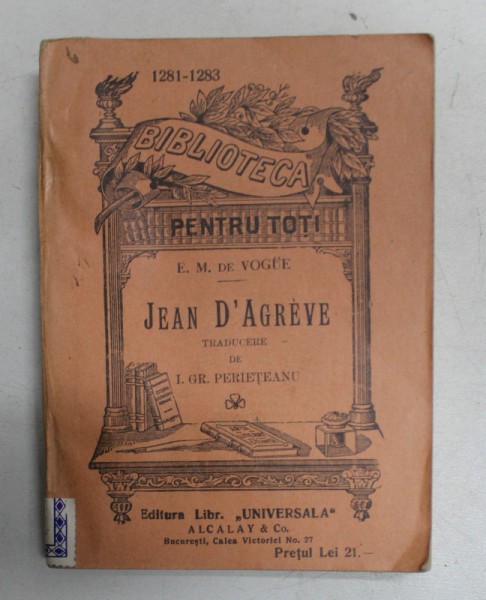 1281-1283
BIBLIOTECA
PENTRU TOTI
E. M. DE VOGÜE
JEAN D'AGRÈVE
TRADUCERE
DE
I. GR. PERIEȚEANU
Editura Libr. „UNIVERSALA"
ALCALAY & Co.
București, Calea Victoriei No. 27
Prețul Lei 21.—